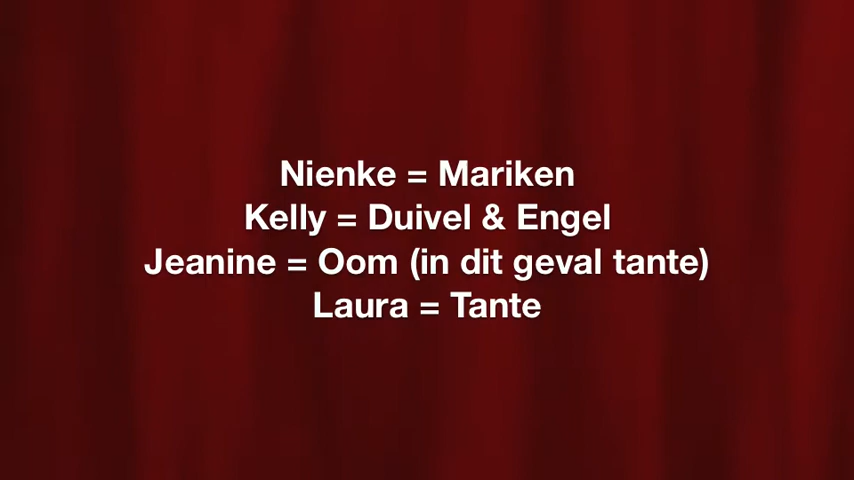 Nienke = Mariken
Kelly = Duivel & Engel
Jeanine = Oom (in dit geval tante)
Laura = Tante